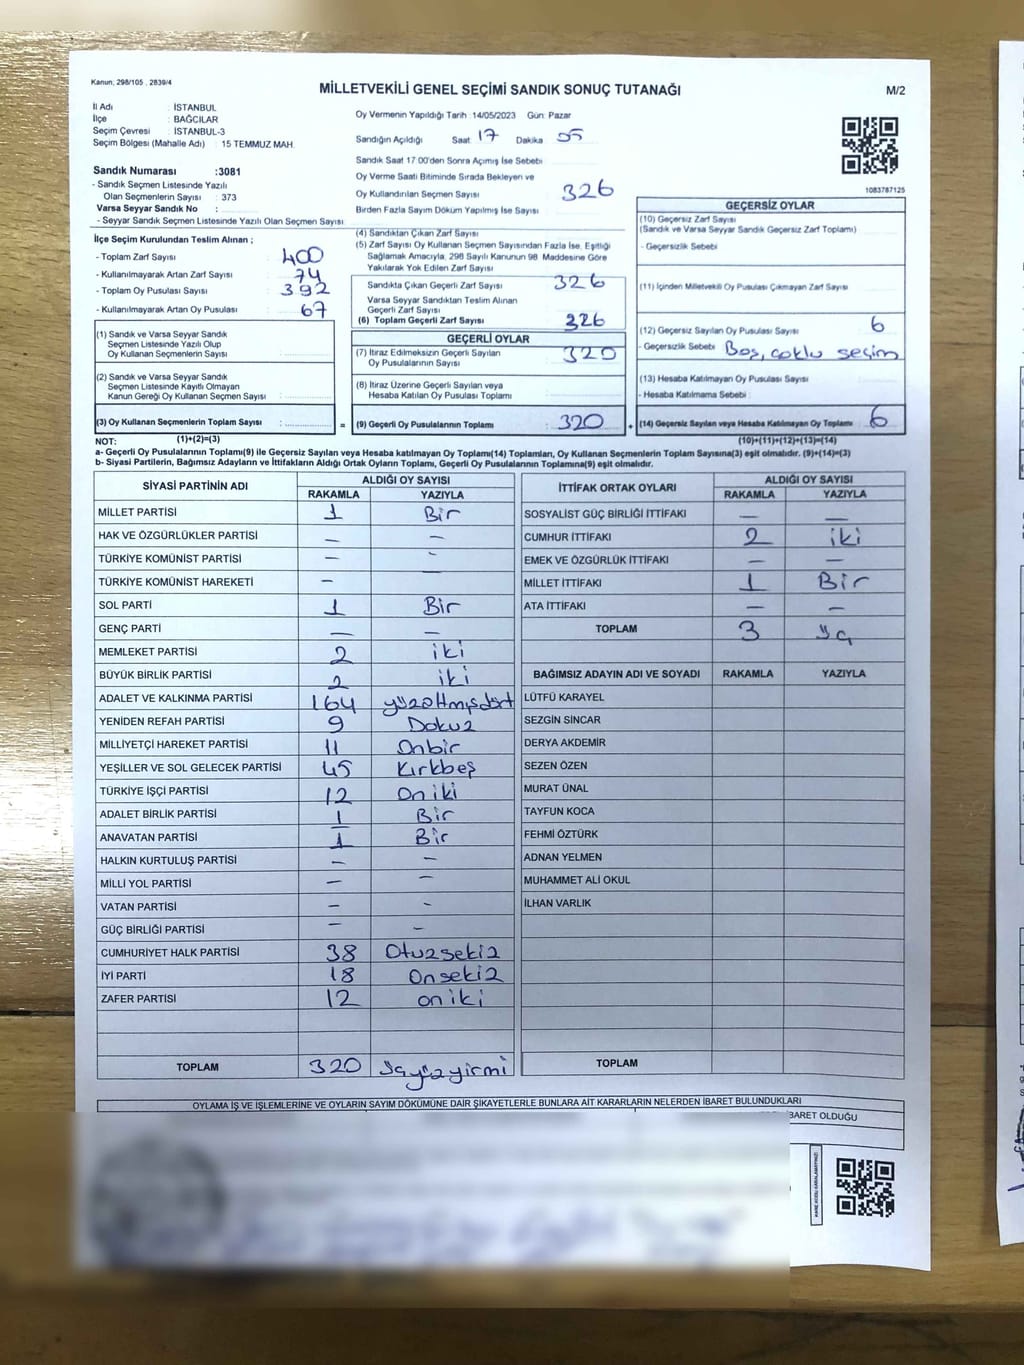 Kanun; 298/105 . 2839/4
MİLLETVEKİLİ GENEL SEÇİMİ SANDIK SONUÇ TUTANAĞI
M/2
İl Adı : İSTANBUL
İlçe : BAĞCILAR
Seçim Çevresi : İSTANBUL-3
Seçim Bölgesi (Mahalle Adı) : 15 TEMMUZ MAH.
Sandık Numarası :3081
- Sandık Seçmen Listesinde Yazılı
Olan Seçmenlerin Sayısı : 373
Varsa Seyyar Sandık No :
- Seyyar Sandık Seçmen Listesinde Yazılı Olan Seçmen Sayısı:
Oy Vermenin Yapıldığı Tarih :14/05/2023 Gün: Pazar
Sandığın Açıldığı Saat: 17 Dakika: 05
Sandık Saat 17:00'den Sonra Açımış İse Sebebi :
Oy Verme Saati Bitiminde Sırada Bekleyen ve
Oy Kullandırılan Seçmen Sayısı : 326
Birden Fazla Sayım Döküm Yapılmış İse Sayısı :
1083787125
İlçe Seçim Kurulundan Teslim Alınan ;
- Toplam Zarf Sayısı : 400
- Kullanılmayarak Artan Zarf Sayısı : 74
- Toplam Oy Pusulası Sayısı : 392
- Kullanılmayarak Artan Oy Pusulası : 67
(1) Sandık ve Varsa Seyyar Sandık
Seçmen Listesinde Yazılı Olup
Oy Kullanan Seçmenlerin Sayısı :
(2) Sandık ve Varsa Seyyar Sandık
Seçmen Listesinde Kayıtlı Olmayan
Kanun Gereği Oy Kullanan Seçmen Sayısı :
(3) Oy Kullanan Seçmenlerin Toplam Sayısı :
(4) Sandıktan Çıkan Zarf Sayısı :
(5) Zarf Sayısı Oy Kullanan Seçmen Sayısından Fazla İse, Eşitliği
Sağlamak Amacıyla, 298 Sayılı Kanunun 98. Maddesine Göre
Yakılarak Yok Edilen Zarf Sayısı :
Sandıkta Çıkan Geçerli Zarf Sayısı : 326
Varsa Seyyar Sandıktan Teslim Alınan
Geçerli Zarf Sayısı :
(6) Toplam Geçerli Zarf Sayısı : 326
GEÇERLİ OYLAR
(7) İtiraz Edilmeksizin Geçerli Sayılan
Oy Pusulalarının Sayısı : 320
(8) İtiraz Üzerine Geçerli Sayılan veya
Hesaba Katılan Oy Pusulası Toplamı :
= (9) Geçerli Oy Pusulalarının Toplamı : 320
GEÇERSİZ OYLAR
(10) Geçersiz Zarf Sayısı
(Sandık ve Varsa Seyyar Sandık Geçersiz Zarf Toplamı) :
- Geçersizlik Sebebi :
(11) İçinden Milletvekili Oy Pusulası Çıkmayan Zarf Sayısı :
(12) Geçersiz Sayılan Oy Pusulası Sayısı : 6
- Geçersizlik Sebebi : Boş, çoklu seçim
(13) Hesaba Katılmayan Oy Pusulası Sayısı :
- Hesaba Katılmama Sebebi :
+ (14) Geçersiz Sayılan veya Hesaba Katılmayan Oy Toplamı : 6
NOT: (1)+(2)=(3)
(10)+(11)+(12)+(13)=(14)
a- Geçerli Oy Pusulaları Toplamı(9) ile Geçersiz Sayılan veya Hesaba katılmayan Oy Toplamı(14) Toplamları, Oy Kullanan Seçmenlerin Toplam Sayısına(3) eşit olmalıdır. (9)+(14)=(3)
b- Siyasi Partilerin, Bağımsız Adayların ve İttifakların Aldığı Ortak Oyların Toplamı, Geçerli Oy Pusulalarının Toplamına(9) eşit olmalıdır.
SİYASİ PARTİNİN ADI ALDIĞI OY SAYISI
RAKAMLA YAZIYLA
MİLLET PARTİSİ 1 Bir
HAK VE ÖZGÜRLÜKLER PARTİSİ — —
TÜRKİYE KOMÜNİST PARTİSİ — -
TÜRKİYE KOMÜNİST HAREKETİ —
SOL PARTİ 1 Bir
GENÇ PARTİ — —
MEMLEKET PARTİSİ 2 iki
BÜYÜK BİRLİK PARTİSİ 2 iki
ADALET VE KALKINMA PARTİSİ 164 yüzaltmışdört
YENİDEN REFAH PARTİSİ 9 Dokuz
MİLLİYETÇİ HAREKET PARTİSİ 11 Onbir
YEŞİLLER VE SOL GELECEK PARTİSİ 45 Kırkbeş
TÜRKİYE İŞÇİ PARTİSİ 12 Oniki
ADALET BİRLİK PARTİSİ 1 Bir
ANAVATAN PARTİSİ 1 Bir
HALKIN KURTULUŞ PARTİSİ — —
MİLLİ YOL PARTİSİ — —
VATAN PARTİSİ — -
GÜÇ BİRLİĞİ PARTİSİ — —
CUMHURİYET HALK PARTİSİ 38 Otuzsekiz
İYİ PARTİ 18 Onsekiz
ZAFER PARTİSİ 12 oniki
TOPLAM 320 üçyüzyirmi
İTTİFAK ORTAK OYLARI ALDIĞI OY SAYISI
RAKAMLA YAZIYLA
SOSYALİST GÜÇ BİRLİĞİ İTTİFAKI — —
CUMHUR İTTİFAKI 2 iki
EMEK VE ÖZGÜRLÜK İTTİFAKI — —
MİLLET İTTİFAKI 1 Bir
ATA İTTİFAKI — —
TOPLAM 3 üç
BAĞIMSIZ ADAYIN ADI VE SOYADI RAKAMLA YAZIYLA
LÜTFÜ KARAYEL
SEZGİN SİNCAR
DERYA AKDEMİR
SEZEN ÖZEN
MURAT ÜNAL
TAYFUN KOCA
FEHMİ ÖZTÜRK
ADNAN YELMEN
MUHAMMET ALİ OKUL
İLHAN VARLIK
TOPLAM
OYLAMA İŞ VE İŞLEMLERİNE VE OYLARIN SAYIM DÖKÜMÜNE DAİR ŞİKAYETLERLE BUNLARA AİT KARARLARIN NELERDEN İBARET BULUNDUKLARI
İBARET OLDUĞU